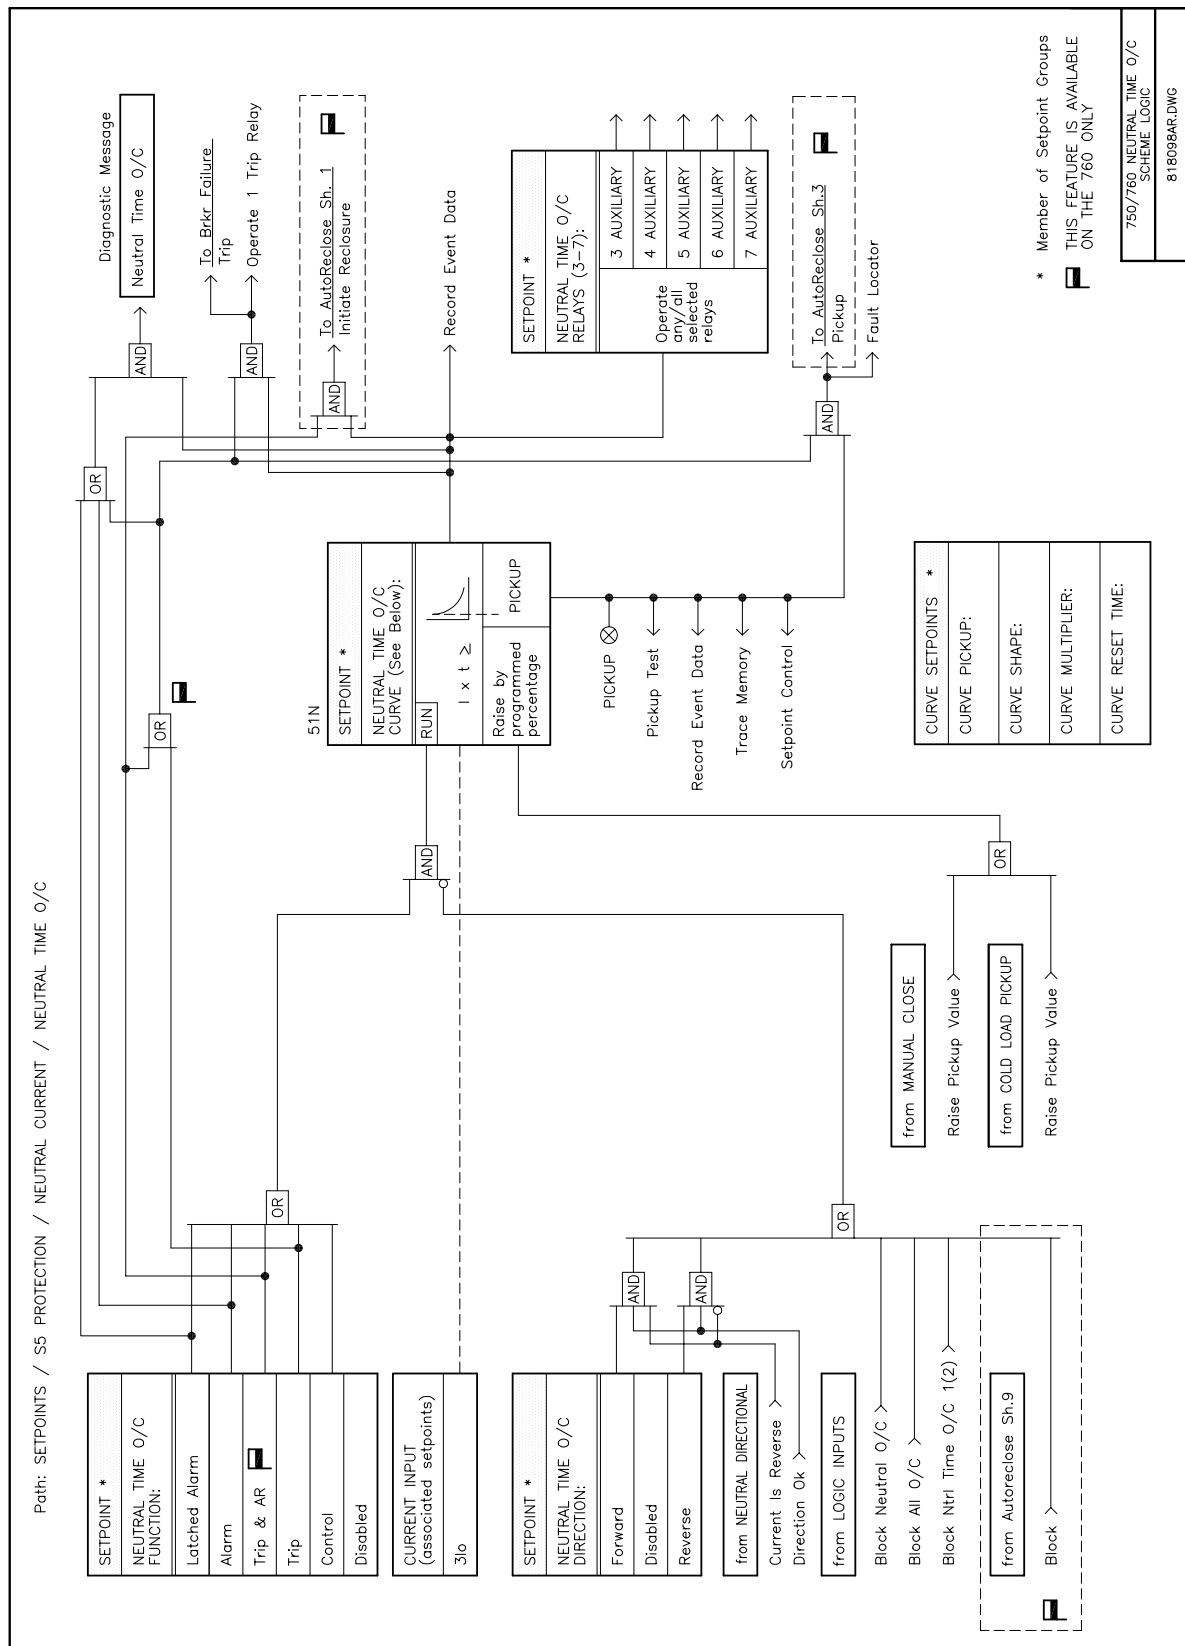 Path: SETPOINTS / S5 PROTECTION / NEUTRAL CURRENT / NEUTRAL TIME O/C
SETPOINT *
NEUTRAL TIME O/C
FUNCTION:
Latched Alarm
Alarm
Trip & AR
Trip
Control
Disabled
CURRENT INPUT
(associated setpoints)
3Io
SETPOINT *
NEUTRAL TIME O/C
DIRECTION:
Forward
Disabled
Reverse
from NEUTRAL DIRECTIONAL
Current Is Reverse
Direction Ok
from LOGIC INPUTS
Block Neutral O/C
Block All O/C
Block Ntrl Time O/C 1(2)
from Autoreclose Sh.9
Block
OR
AND
AND
OR
from MANUAL CLOSE
Raise Pickup Value
from COLD LOAD PICKUP
Raise Pickup Value
OR
AND
OR
51N
SETPOINT *
NEUTRAL TIME O/C
CURVE (See Below):
RUN
I x t ≥
Raise by
programmed
percentage
PICKUP
PICKUP
Pickup Test
Record Event Data
Trace Memory
Setpoint Control
CURVE SETPOINTS *
CURVE PICKUP:
CURVE SHAPE:
CURVE MULTIPLIER:
CURVE RESET TIME:
OR
AND
AND
AND
AND
Diagnostic Message
Neutral Time O/C
To Brkr Failure
Trip
Operate 1 Trip Relay
To AutoReclose Sh. 1
Initiate Reclosure
Record Event Data
SETPOINT *
NEUTRAL TIME O/C
RELAYS (3-7):
Operate
any/all
selected
relays
3 AUXILIARY
4 AUXILIARY
5 AUXILIARY
6 AUXILIARY
7 AUXILIARY
To AutoReclose Sh.3
Pickup
Fault Locator
* Member of Setpoint Groups
THIS FEATURE IS AVAILABLE
ON THE 760 ONLY
750/760 NEUTRAL TIME O/C
SCHEME LOGIC
818098AR.DWG